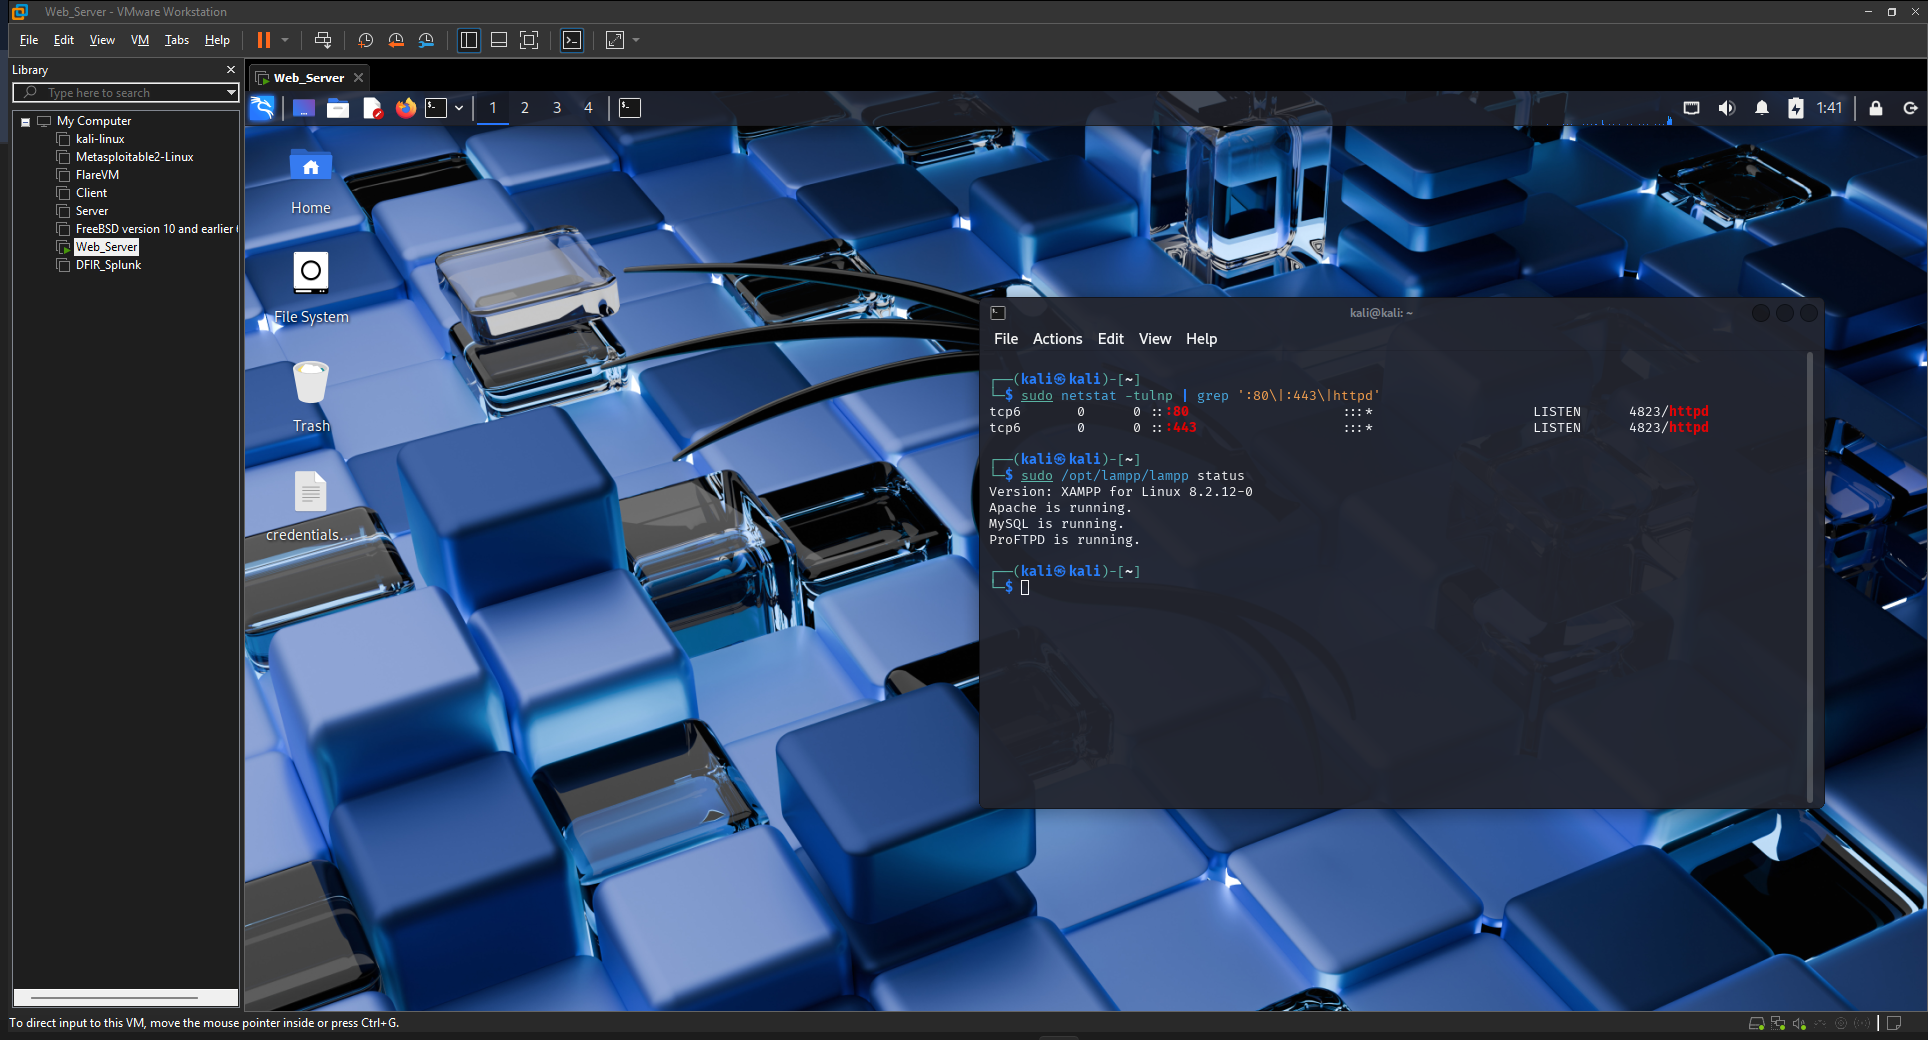 Web_Server - VMware Workstation
File Edit View VM Tabs Help
Library
Type here to search
My Computer
kali-linux
Metasploitable2-Linux
FlareVM
Client
Server
FreeBSD version 10 and earlier
Web_Server
DFIR_Splunk
Web_Server
1 2 3 4
1:41
Home
File System
Trash
credentials...
kali@kali: ~
File Actions Edit View Help
┌──(kali㉿kali)-[~]
└─$ sudo netstat -tulnp | grep ':80\|:443\|httpd'
tcp6 0 0 :::80 :::* LISTEN 4823/httpd
tcp6 0 0 :::443 :::* LISTEN 4823/httpd
┌──(kali㉿kali)-[~]
└─$ sudo /opt/lampp/lampp status
Version: XAMPP for Linux 8.2.12-0
Apache is running.
MySQL is running.
ProFTPD is running.
┌──(kali㉿kali)-[~]
└─$
To direct input to this VM, move the mouse pointer inside or press Ctrl+G.